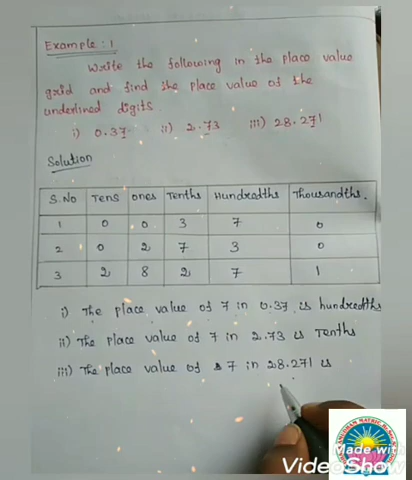 Example : 1
Write the following in the place value
grid and find the place value of the
underlined digits.
i) 0.37 ii) 2.73 iii) 28.271
Solution
S.No Tens ones Tenths Hundredths Thousandths.
1 0 0 3 7 0
2 0 2 7 3 0
3 2 8 2 7 1
i) The place value of 7 in 0.37 is hundredths
ii) The place value of 7 in 2.73 is Tenths
iii) The place value of 7 in 28.271 is
Made with
VideoShow